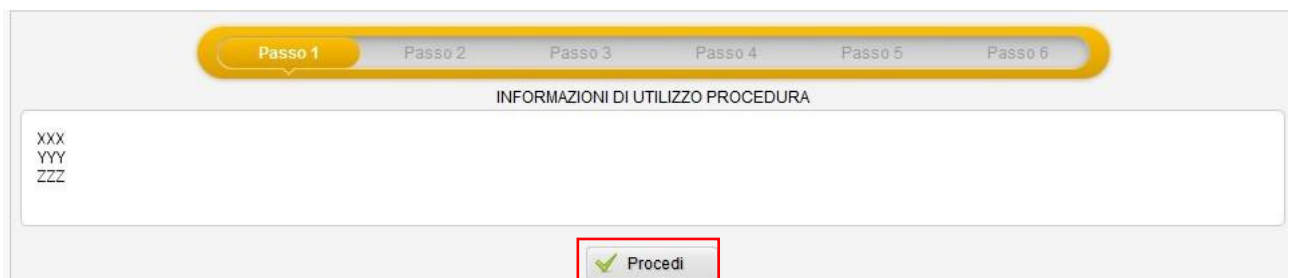 Passo 1 Passo 2 Passo 3 Passo 4 Passo 5 Passo 6
INFORMAZIONI DI UTILIZZO PROCEDURA
XXX
YYY
ZZZ
Procedi